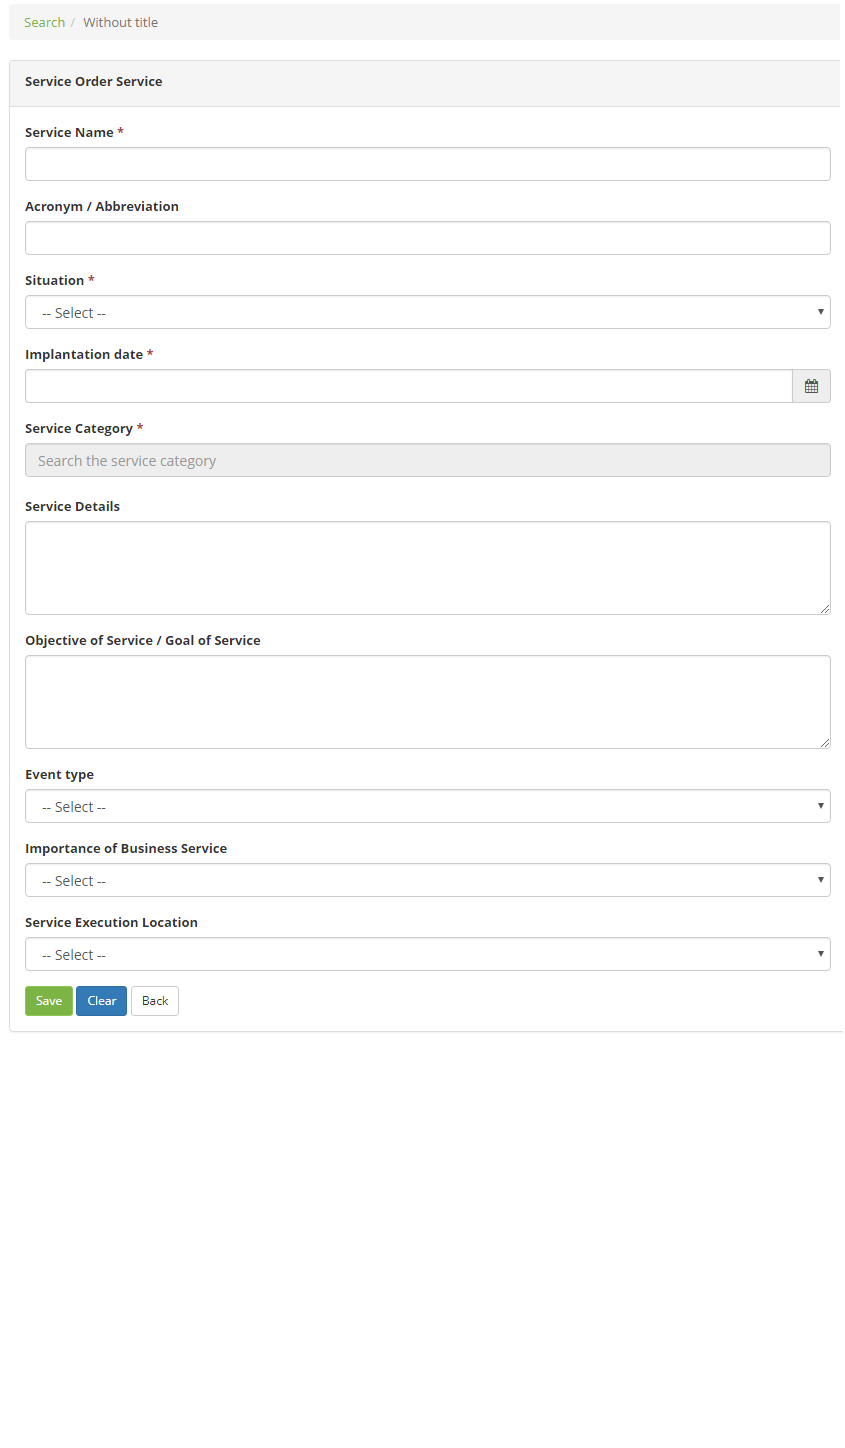 Search / Without title
Service Order Service
Service Name *
Acronym / Abbreviation
Situation *
-- Select --
Implantation date *
Service Category *
Search the service category
Service Details
Objective of Service / Goal of Service
Event type
-- Select --
Importance of Business Service
-- Select --
Service Execution Location
-- Select --
Save Clear Back